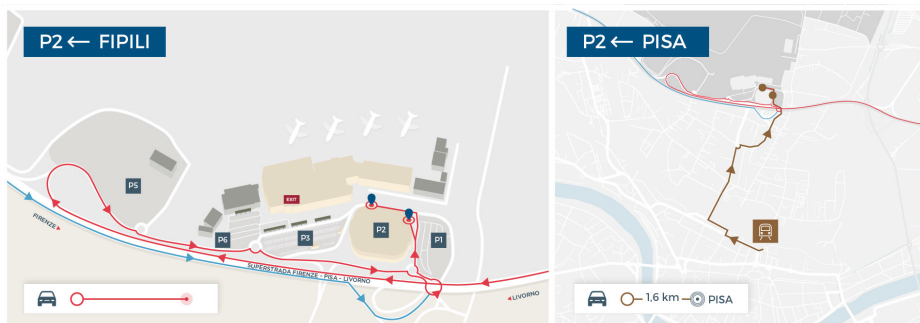 P2 ← FIPILI
P5
EXIT
P6
P3
P2
P1
FIRENZE
SUPERSTRADA FIRENZE - PISA - LIVORNO
LIVORNO
P2 ← PISA
1,6 km
PISA